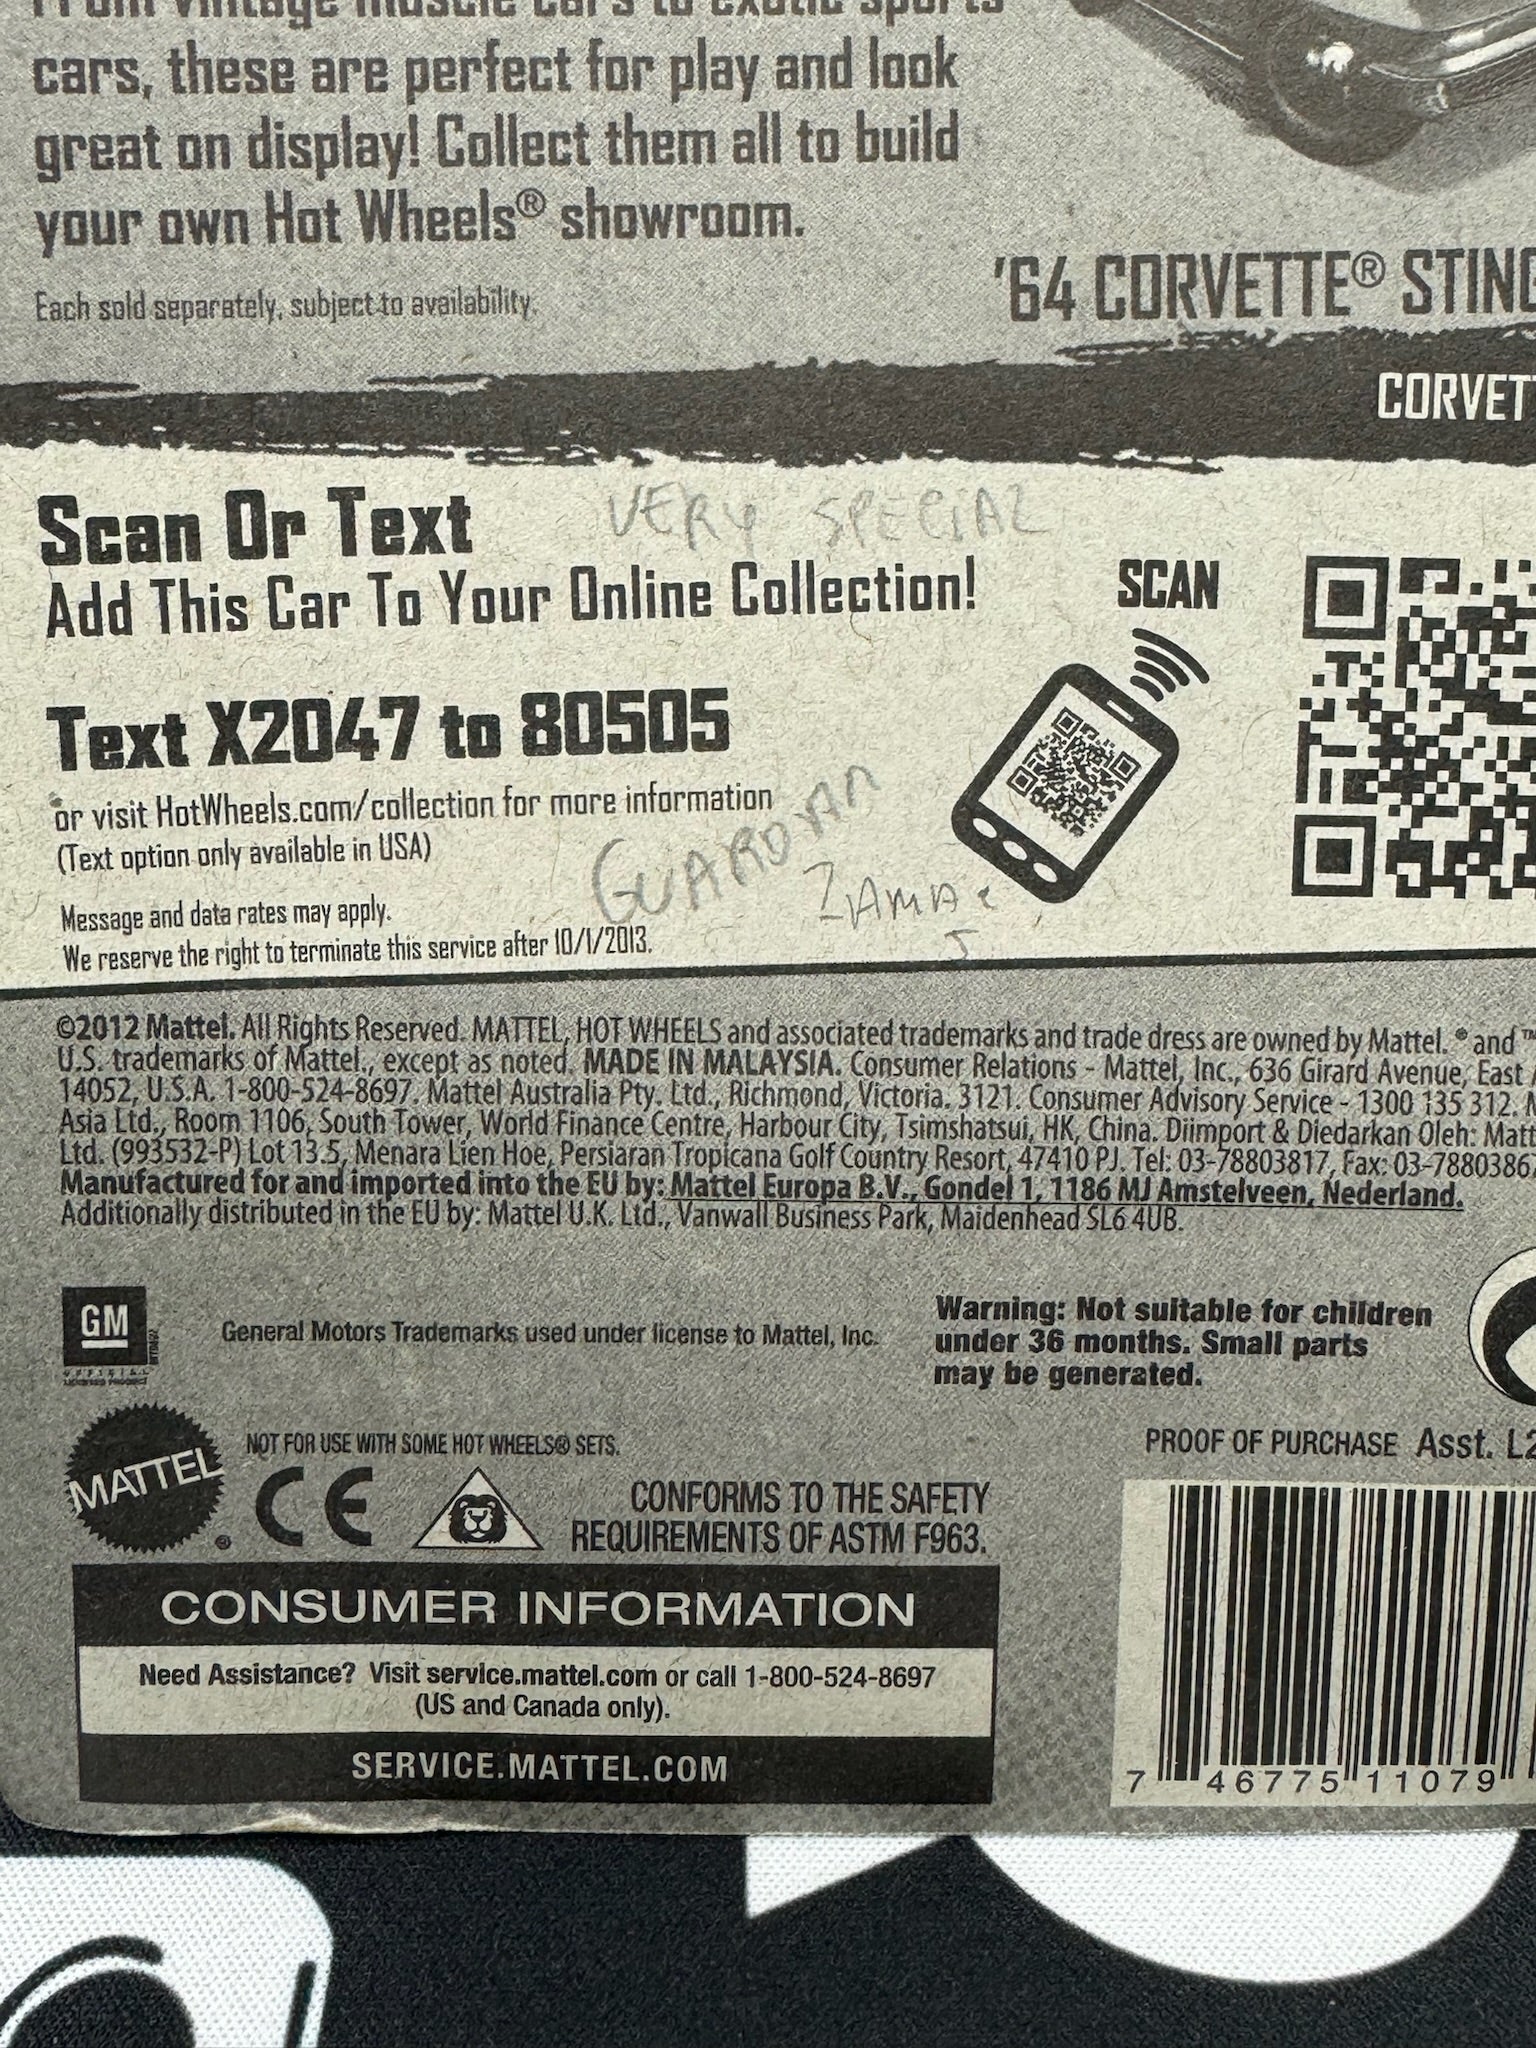 From vintage muscle cars to exotic sports
cars, these are perfect for play and look
great on display! Collect them all to build
your own Hot Wheels® showroom.
Each sold separately, subject to availability.
'64 CORVETTE® STING
CORVET
Scan Or Text
VERY SPECIAL
Add This Car To Your Online Collection!
SCAN
Text X2047 to 80505
or visit HotWheels.com/collection for more information
(Text option only available in USA)
Message and data rates may apply.
We reserve the right to terminate this service after 10/1/2013.
©2012 Mattel. All Rights Reserved. MATTEL, HOT WHEELS and associated trademarks and trade dress are owned by Mattel. ® and ™
U.S. trademarks of Mattel., except as noted. MADE IN MALAYSIA. Consumer Relations - Mattel, Inc., 636 Girard Avenue, East A
14052, U.S.A. 1-800-524-8697. Mattel Australia Pty. Ltd., Richmond, Victoria. 3121. Consumer Advisory Service - 1300 135 312. M
Asia Ltd., Room 1106, South Tower, World Finance Centre, Harbour City, Tsimshatsui, HK, China. Diimport & Diedarkan Oleh: Matt
Ltd. (993532-P) Lot 13.5, Menara Lien Hoe, Persiaran Tropicana Golf Country Resort, 47410 PJ. Tel: 03-78803817, Fax: 03-7880386
Manufactured for and imported into the EU by: Mattel Europa B.V., Gondel 1, 1186 MJ Amstelveen, Nederland.
Additionally distributed in the EU by: Mattel U.K. Ltd., Vanwall Business Park, Maidenhead SL6 4UB.
GM
OFFICIAL
LICENSED PRODUCT
General Motors Trademarks used under license to Mattel, Inc.
Warning: Not suitable for children
under 36 months. Small parts
may be generated.
MATTEL®
NOT FOR USE WITH SOME HOT WHEELS® SETS.
CE
CONFORMS TO THE SAFETY
REQUIREMENTS OF ASTM F963.
PROOF OF PURCHASE Asst. L2
CONSUMER INFORMATION
Need Assistance? Visit service.mattel.com or call 1-800-524-8697
(US and Canada only).
SERVICE.MATTEL.COM
7 46775 11079